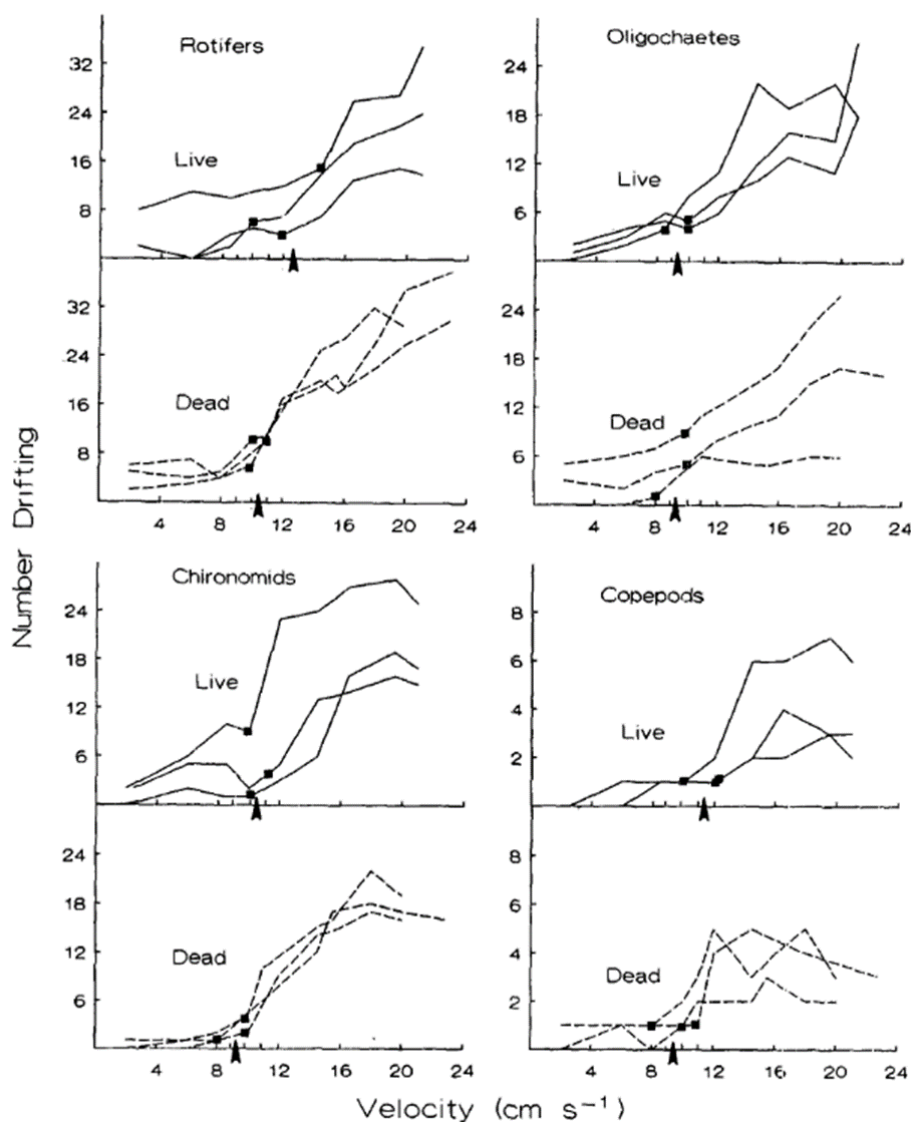 Number Drifting
Rotifers
32
24
16
8
Live
32
24
16
8
Dead
4 8 12 16 20 24
Oligochaetes
24
18
12
6
Live
24
18
12
6
Dead
4 8 12 16 20 24
Chironomids
24
18
12
6
Live
24
18
12
6
Dead
4 8 12 16 20 24
Copepods
8
6
4
2
Live
8
6
4
2
Dead
4 8 12 16 20 24
Velocity (cm s⁻¹)